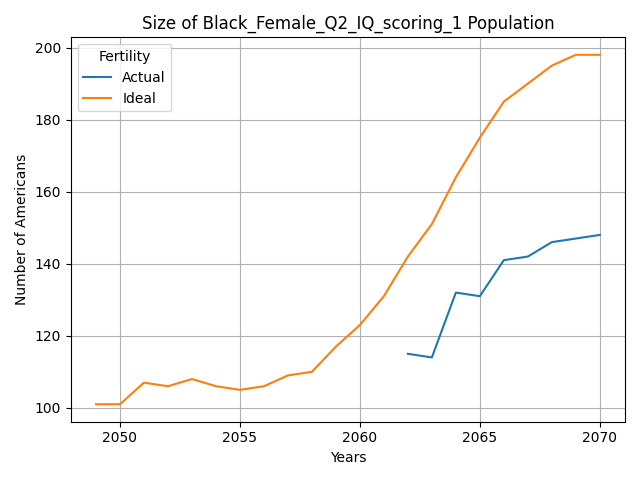 Size of Black_Female_Q2_IQ_scoring_1 Population
Fertility
Actual
Ideal
Number of Americans
200
180
160
140
120
100
2050
2055
2060
2065
2070
Years